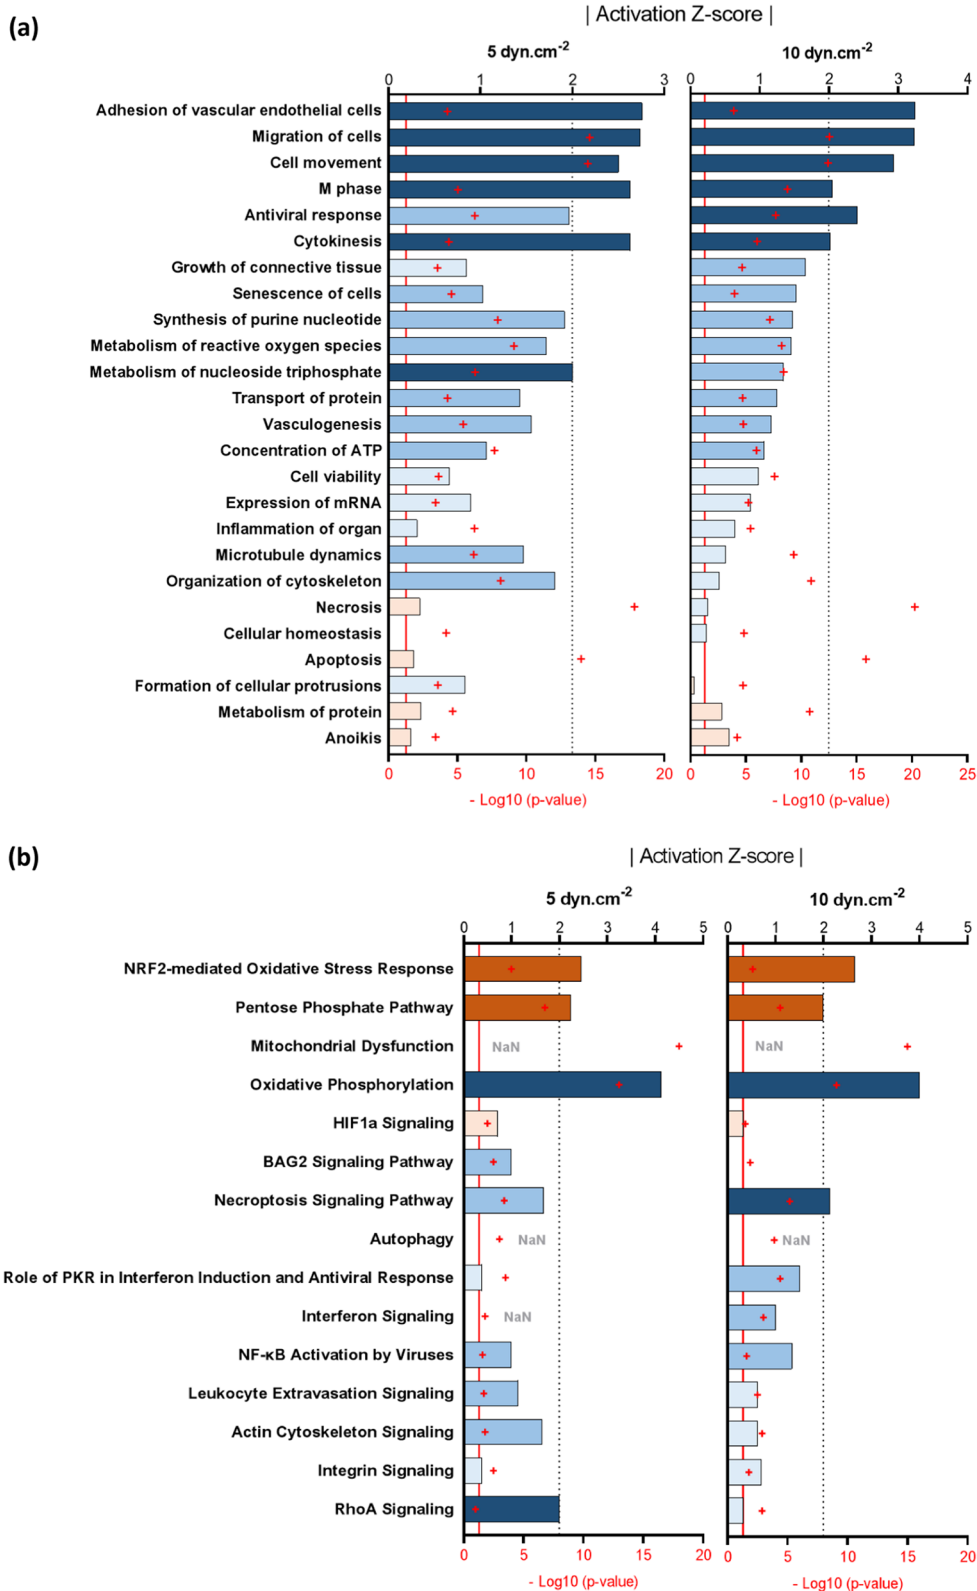 (a)
| Activation Z-score |
5 dyn.cm-2 10 dyn.cm-2
0 1 2 3 0 1 2 3 4
Adhesion of vascular endothelial cells
Migration of cells
Cell movement
M phase
Antiviral response
Cytokinesis
Growth of connective tissue
Senescence of cells
Synthesis of purine nucleotide
Metabolism of reactive oxygen species
Metabolism of nucleoside triphosphate
Transport of protein
Vasculogenesis
Concentration of ATP
Cell viability
Expression of mRNA
Inflammation of organ
Microtubule dynamics
Organization of cytoskeleton
Necrosis
Cellular homeostasis
Apoptosis
Formation of cellular protrusions
Metabolism of protein
Anoikis
0 5 10 15 20 0 5 10 15 20 25
- Log10 (p-value) - Log10 (p-value)
(b)
| Activation Z-score |
5 dyn.cm-2 10 dyn.cm-2
0 1 2 3 4 5 0 1 2 3 4 5
NRF2-mediated Oxidative Stress Response
Pentose Phosphate Pathway
Mitochondrial Dysfunction NaN NaN
Oxidative Phosphorylation
HIF1a Signaling
BAG2 Signaling Pathway
Necroptosis Signaling Pathway
Autophagy NaN NaN
Role of PKR in Interferon Induction and Antiviral Response
Interferon Signaling NaN
NF-κB Activation by Viruses
Leukocyte Extravasation Signaling
Actin Cytoskeleton Signaling
Integrin Signaling
RhoA Signaling
0 5 10 15 20 0 5 10 15 20
- Log10 (p-value) - Log10 (p-value)